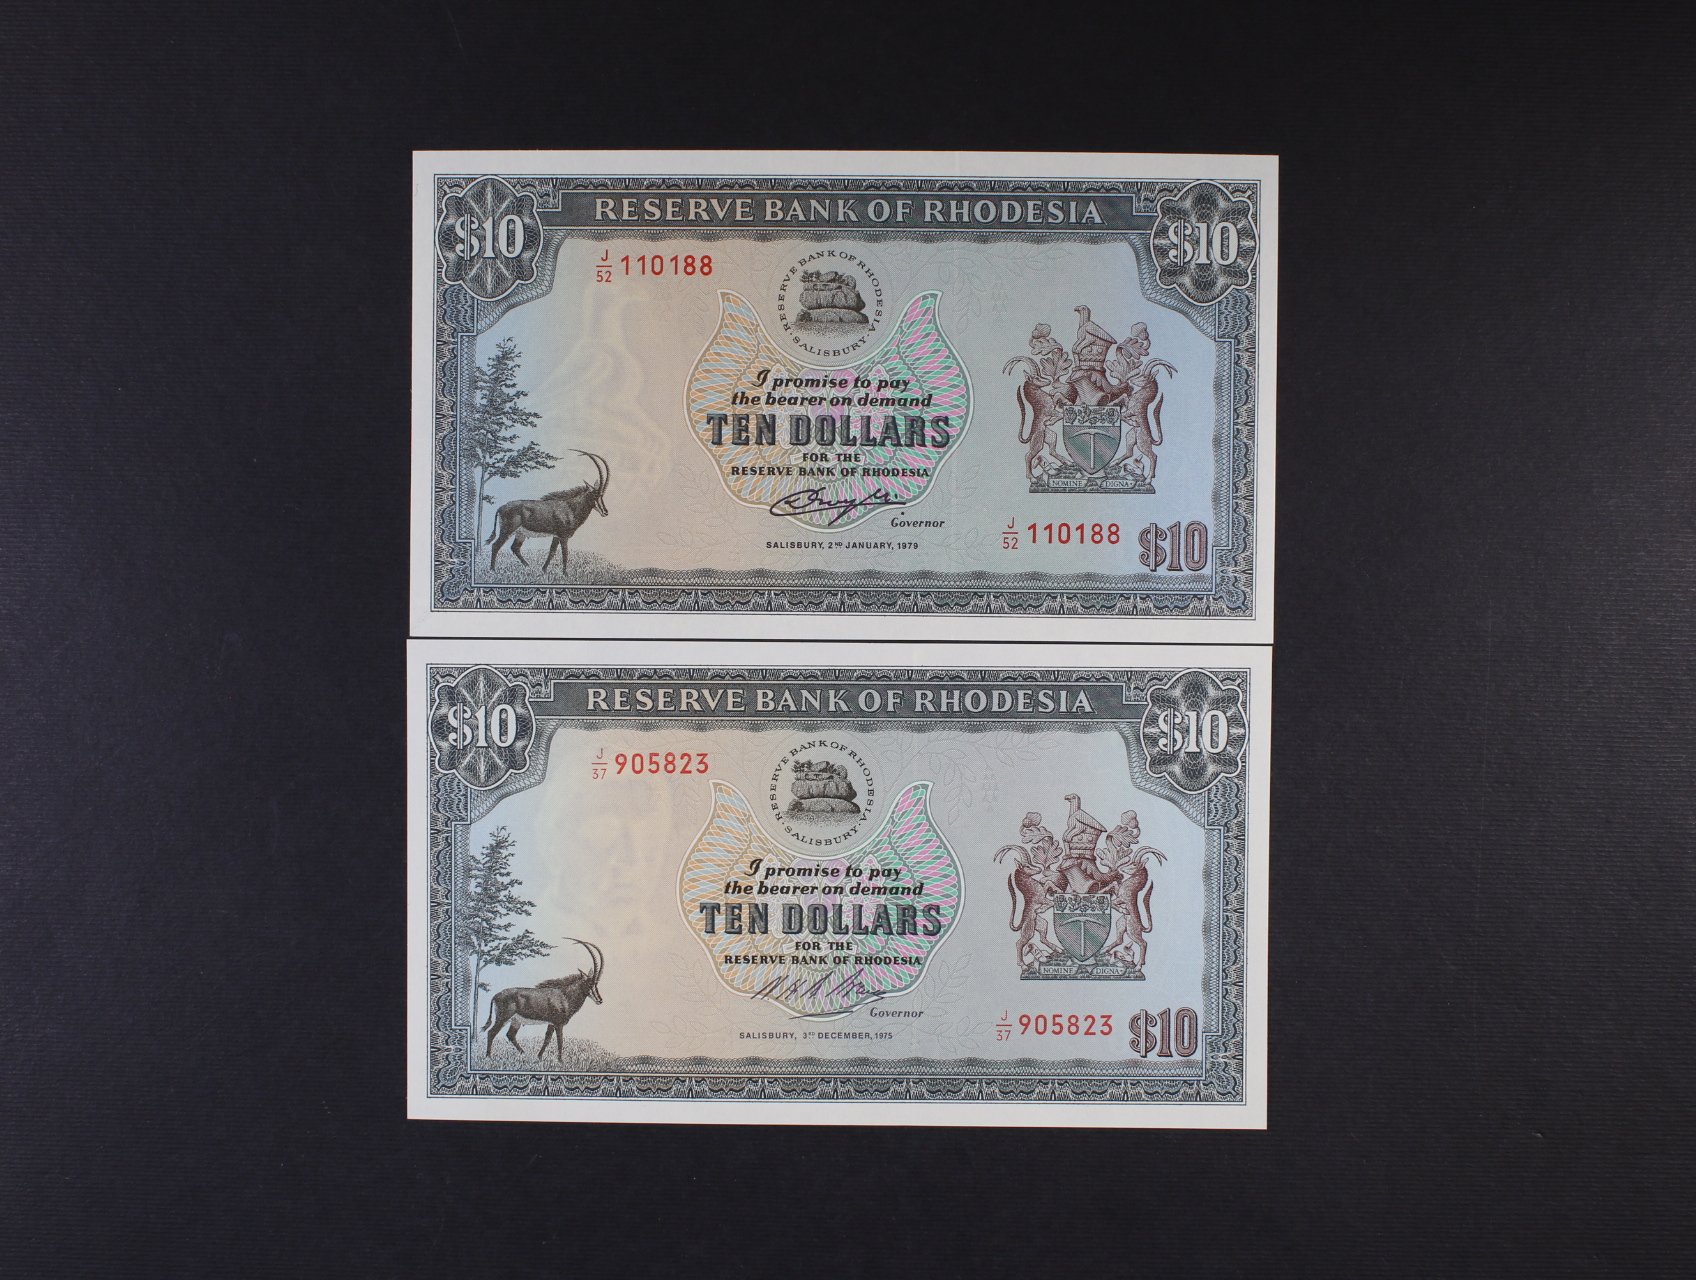 RESERVE BANK OF RHODESIA
$10 $10
J/52 110188
RESERVE BANK OF RHODESIA
· SALISBURY ·
I promise to pay
the bearer on demand
TEN DOLLARS
FOR THE
RESERVE BANK OF RHODESIA
Governor
SALISBURY, 2ND JANUARY, 1979
NOMINE DIGNA
J/52 110188 $10
RESERVE BANK OF RHODESIA
$10 $10
J/37 905823
RESERVE BANK OF RHODESIA
· SALISBURY ·
I promise to pay
the bearer on demand
TEN DOLLARS
FOR THE
RESERVE BANK OF RHODESIA
Governor
SALISBURY, 3RD DECEMBER, 1975
NOMINE DIGNA
J/37 905823 $10